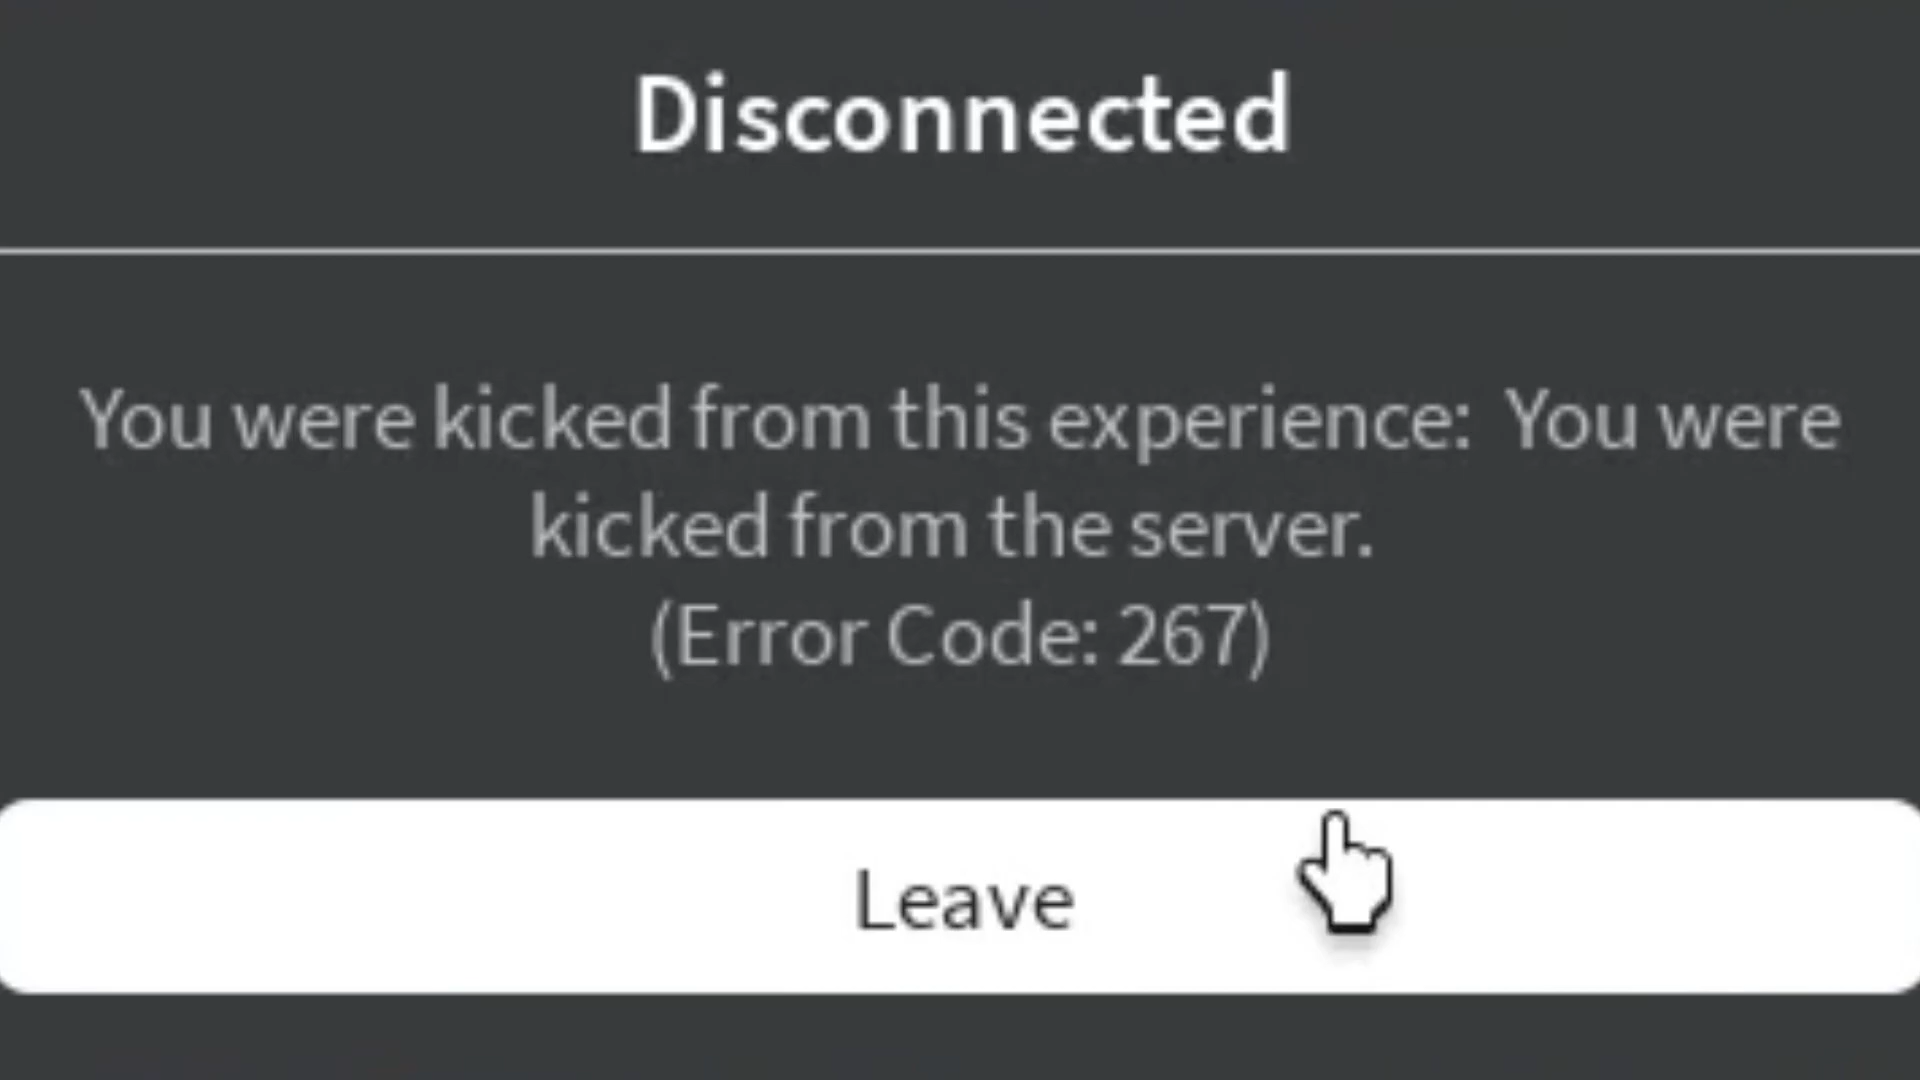 Disconnected
You were kicked from this experience:  You were
kicked from the server.
(Error Code: 267)
Leave